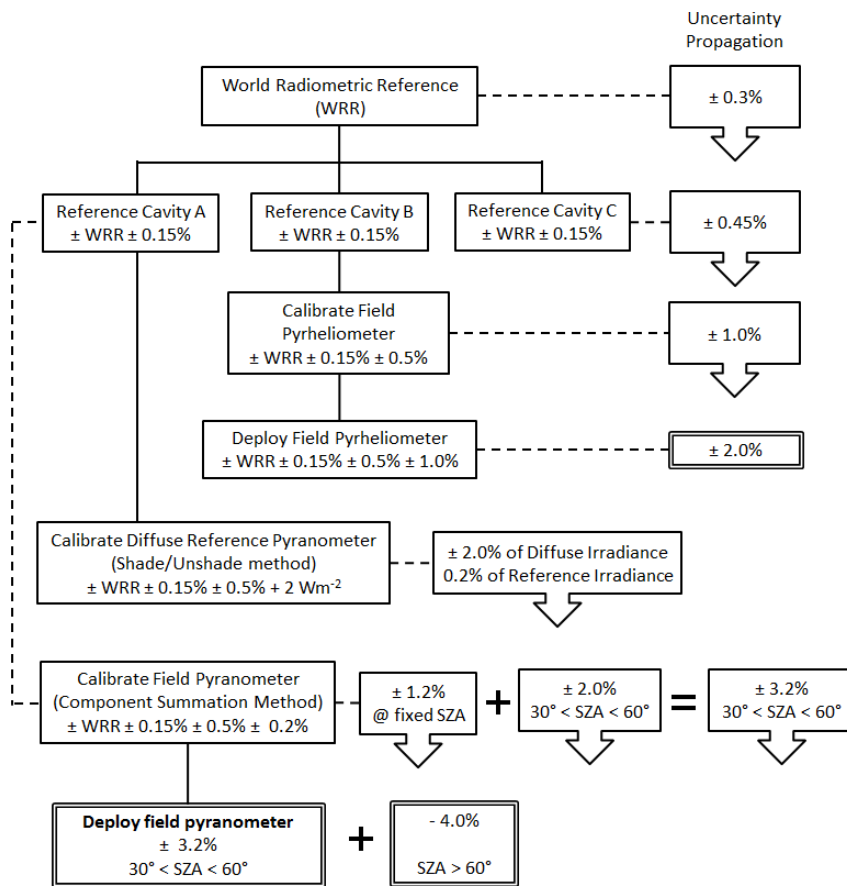 Uncertainty
Propagation
World Radiometric Reference
(WRR)
± 0.3%
Reference Cavity A
± WRR ± 0.15%
Reference Cavity B
± WRR ± 0.15%
Reference Cavity C
± WRR ± 0.15%
± 0.45%
Calibrate Field
Pyrheliometer
± WRR ± 0.15% ± 0.5%
± 1.0%
Deploy Field Pyrheliometer
± WRR ± 0.15% ± 0.5% ± 1.0%
± 2.0%
Calibrate Diffuse Reference Pyranometer
(Shade/Unshade method)
± WRR ± 0.15% ± 0.5% + 2 Wm⁻²
± 2.0% of Diffuse Irradiance
0.2% of Reference Irradiance
Calibrate Field Pyranometer
(Component Summation Method)
± WRR ± 0.15% ± 0.5% ± 0.2%
± 1.2%
@ fixed SZA
+
± 2.0%
30° < SZA < 60°
=
± 3.2%
30° < SZA < 60°
Deploy field pyranometer
± 3.2%
30° < SZA < 60°
+
- 4.0%
SZA > 60°